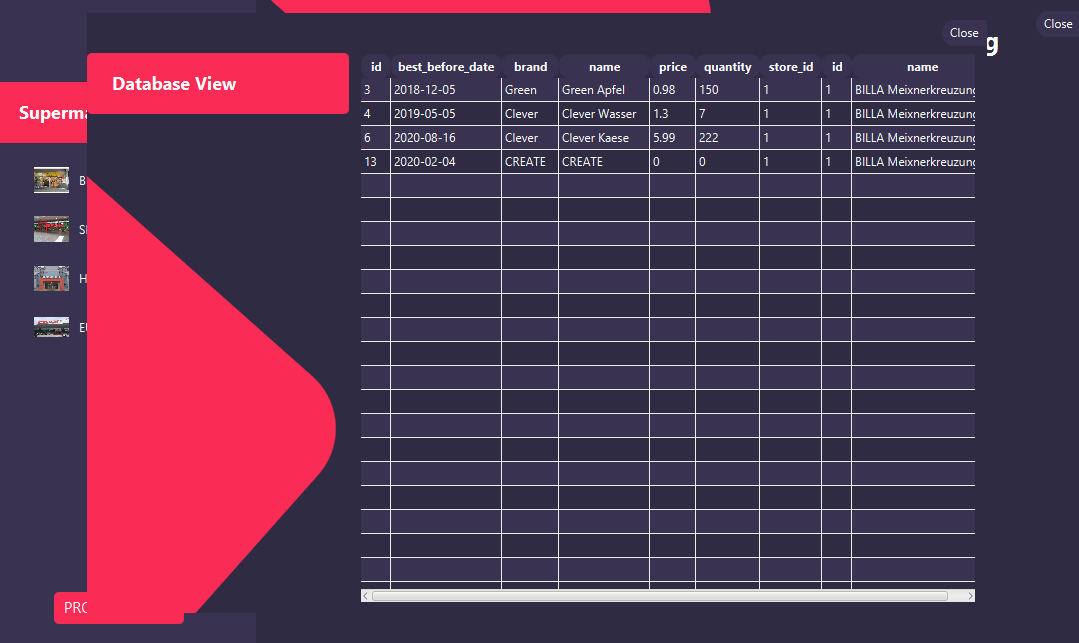 Close
Close
g
Database View
Superma
B
SI
H
PRO
id best_before_date brand name price quantity store_id id name
3 2018-12-05 Green Green Apfel 0.98 150 1 1 BILLA Meixnerkreuzung
4 2019-05-05 Clever Clever Wasser 1.3 7 1 1 BILLA Meixnerkreuzung
6 2020-08-16 Clever Clever Kaese 5.99 222 1 1 BILLA Meixnerkreuzung
13 2020-02-04 CREATE CREATE 0 0 1 1 BILLA Meixnerkreuzung